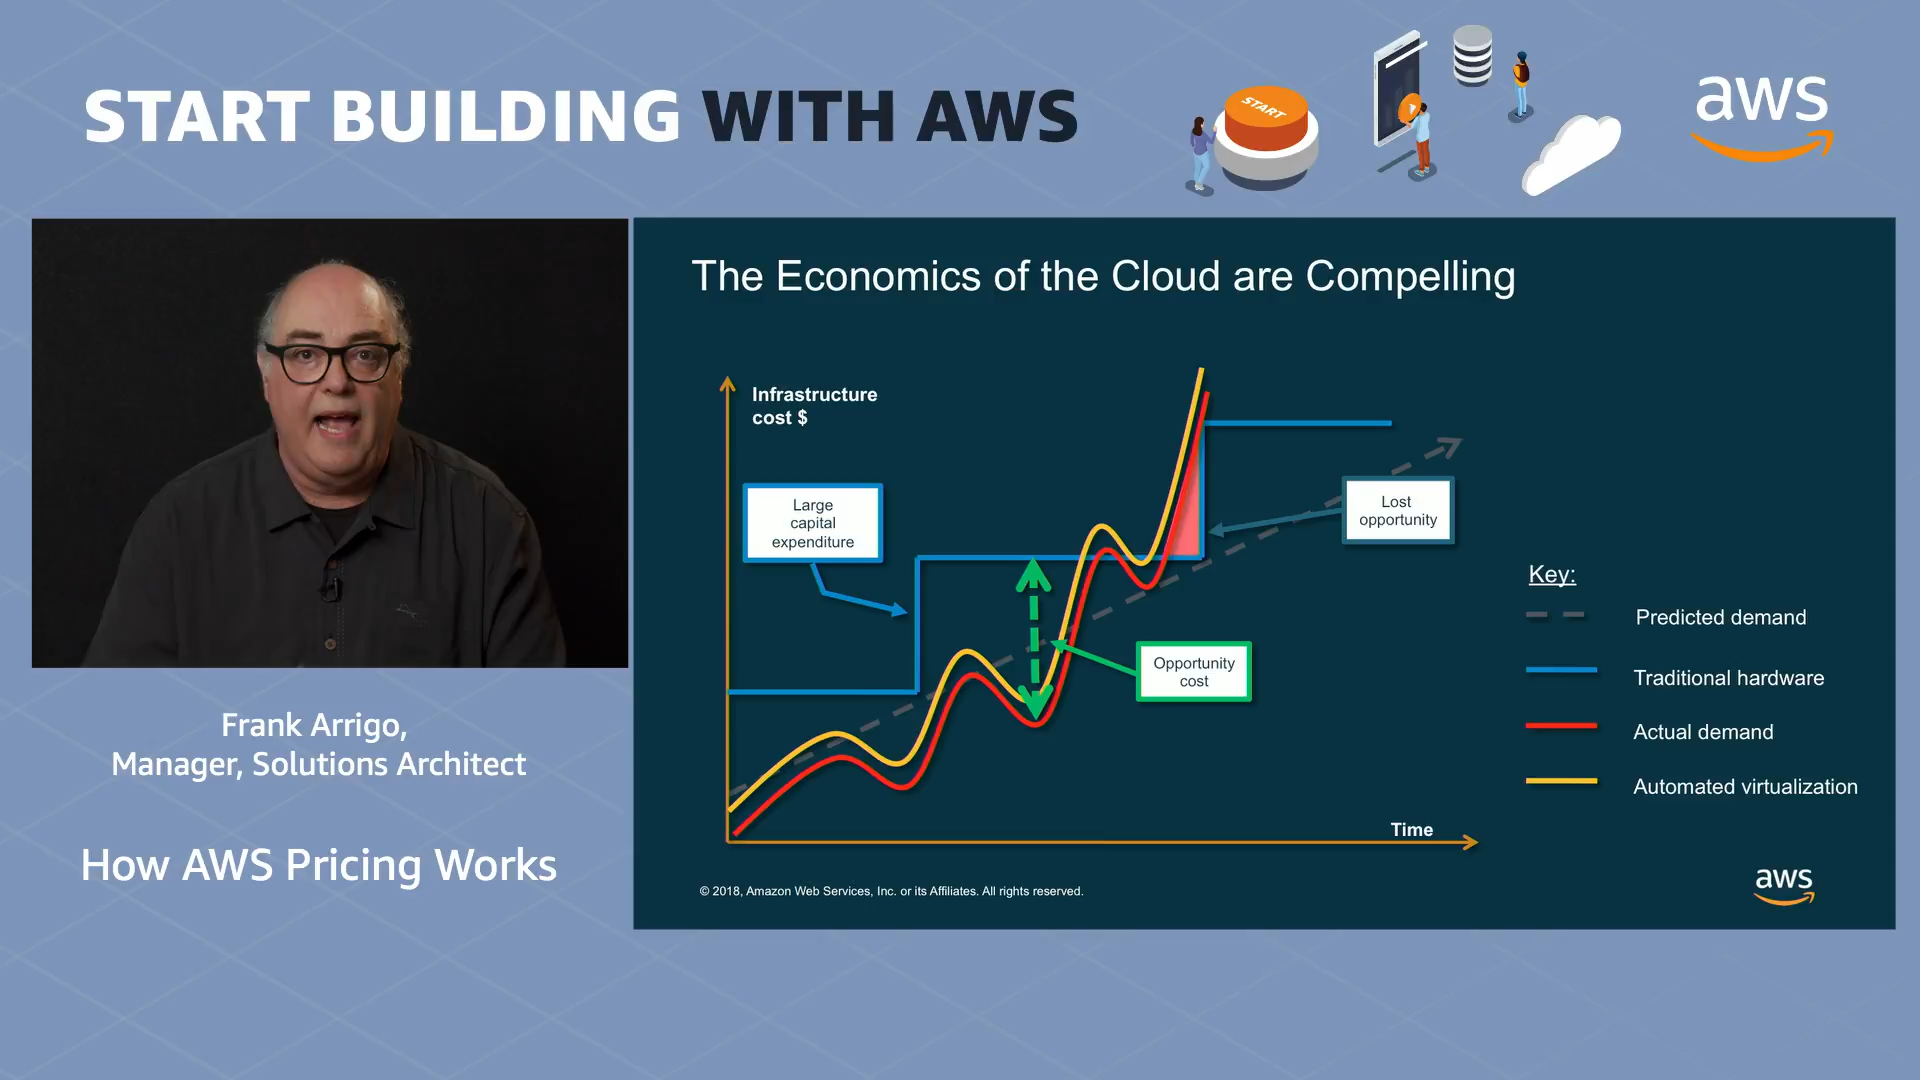 START BUILDING WITH AWS
START
aws
The Economics of the Cloud are Compelling
Infrastructure
cost $
Large
capital
expenditure
Lost
opportunity
Opportunity
cost
Time
Key:
Predicted demand
Traditional hardware
Actual demand
Automated virtualization
© 2018, Amazon Web Services, Inc. or its Affiliates. All rights reserved.
aws
Frank Arrigo,
Manager, Solutions Architect
How AWS Pricing Works